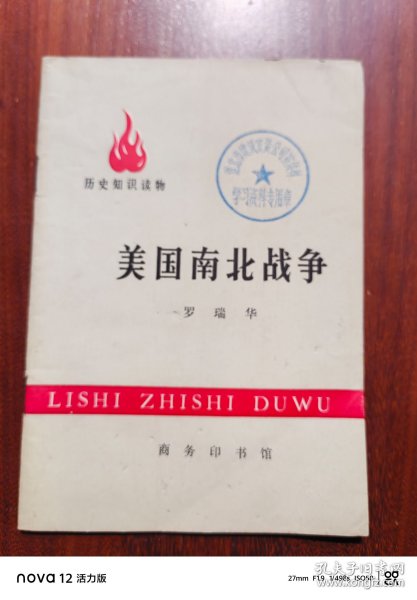 历史知识读物
学习资料专用章
美国南北战争
罗瑞华
LISHI ZHISHI DUWU
商务印书馆
nova 12 活力版
27mm F1.9 1/498s ISO50
孔夫子旧书网